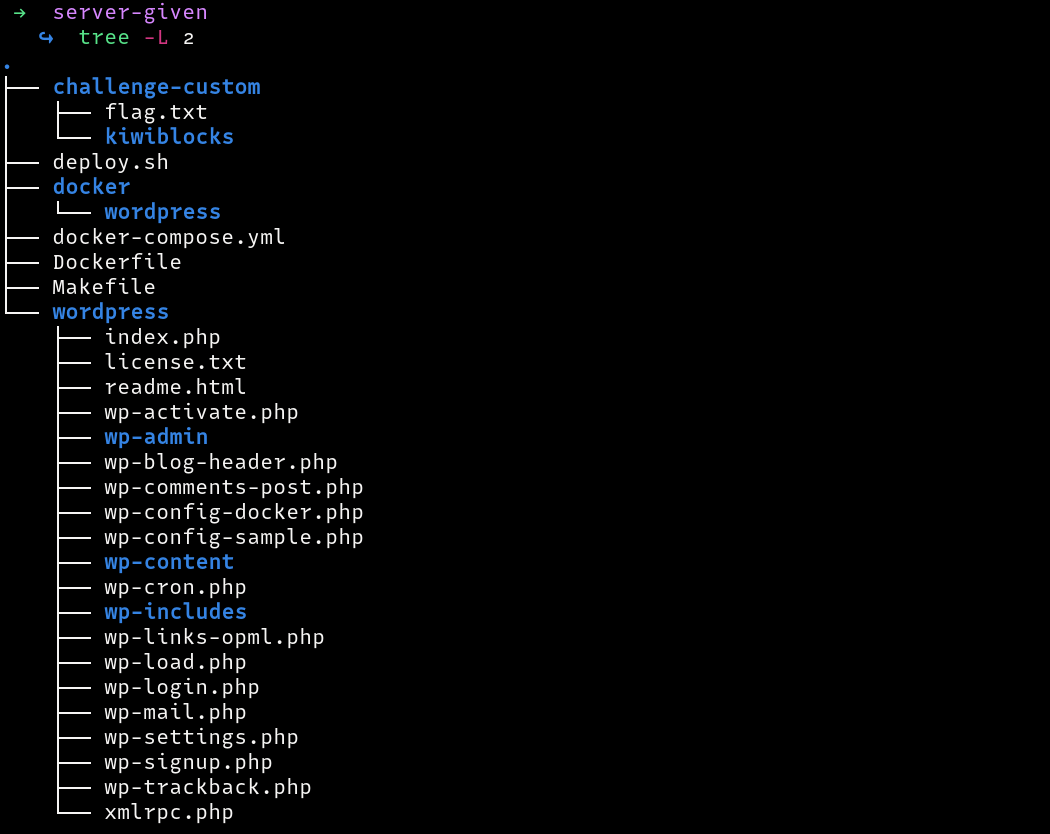 → server-given
↪ tree -L 2
.
├── challenge-custom
│   ├── flag.txt
│   └── kiwiblocks
├── deploy.sh
├── docker
│   └── wordpress
├── docker-compose.yml
├── Dockerfile
├── Makefile
└── wordpress
    ├── index.php
    ├── license.txt
    ├── readme.html
    ├── wp-activate.php
    ├── wp-admin
    ├── wp-blog-header.php
    ├── wp-comments-post.php
    ├── wp-config-docker.php
    ├── wp-config-sample.php
    ├── wp-content
    ├── wp-cron.php
    ├── wp-includes
    ├── wp-links-opml.php
    ├── wp-load.php
    ├── wp-login.php
    ├── wp-mail.php
    ├── wp-settings.php
    ├── wp-signup.php
    ├── wp-trackback.php
    └── xmlrpc.php